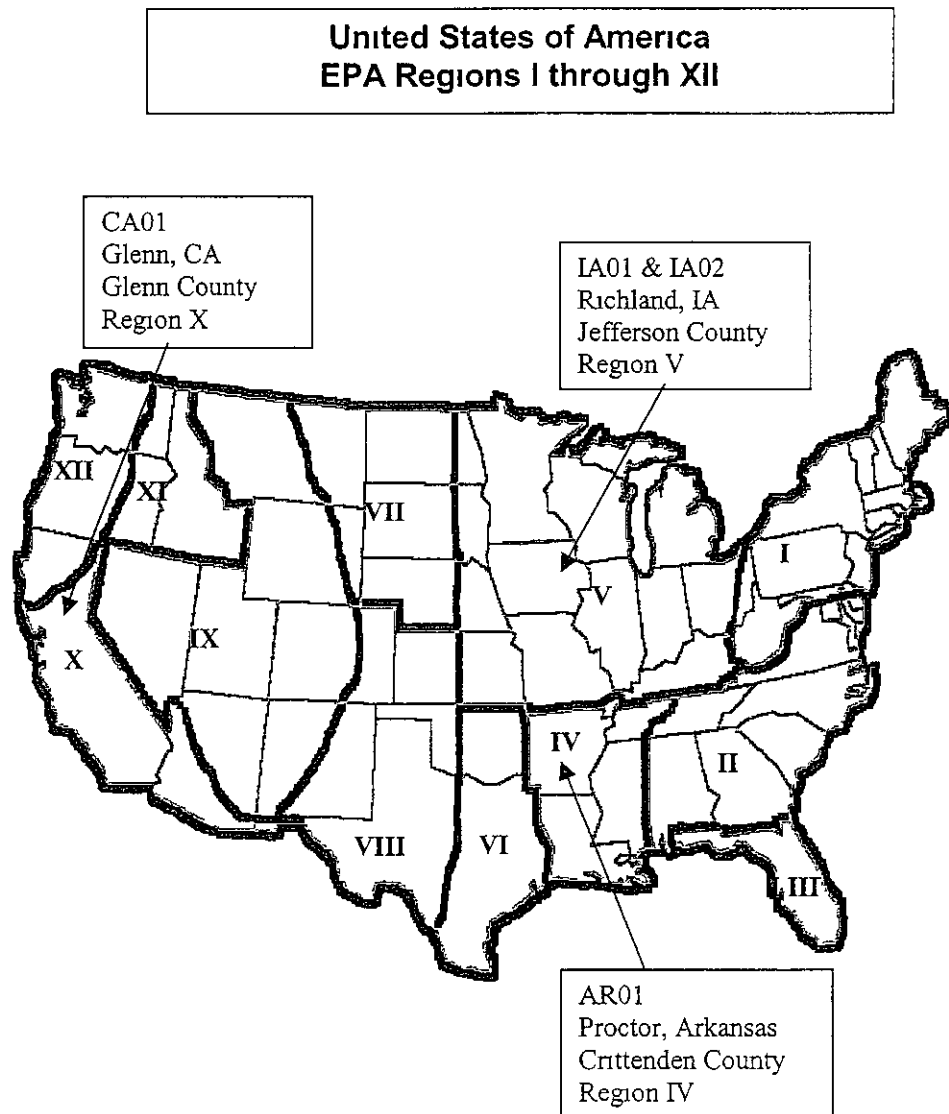 United States of America
EPA Regions I through XII
CA01
Glenn, CA
Glenn County
Region X
IA01 & IA02
Richland, IA
Jefferson County
Region V
XII
XI
VII
I
V
IX
X
IV
II
VIII
VI
III
AR01
Proctor, Arkansas
Crittenden County
Region IV